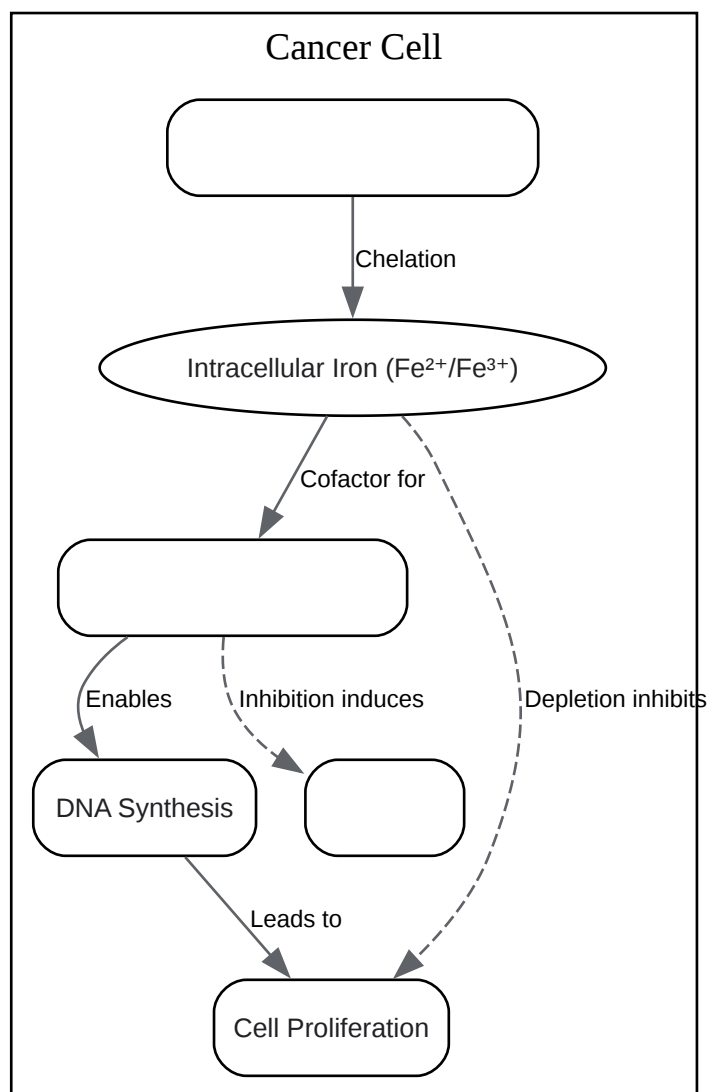 Cancer Cell
Chelation
Intracellular Iron (Fe²⁺/Fe³⁺)
Cofactor for
Enables
Inhibition induces
Depletion inhibits
DNA Synthesis
Leads to
Cell Proliferation